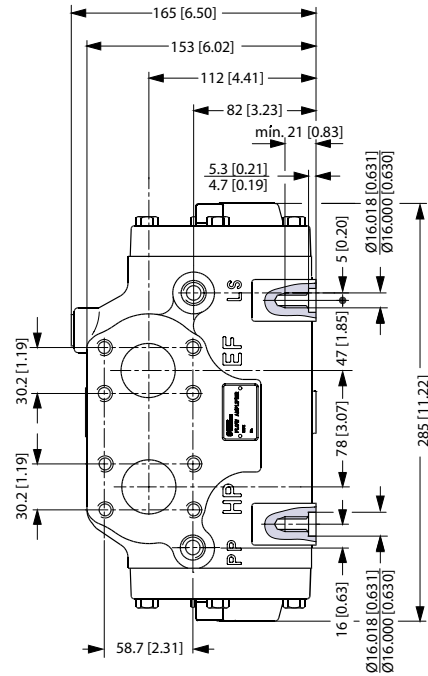 165 [6.50]
153 [6.02]
112 [4.41]
82 [3.23]
mín. 21 [0.83]
5.3 [0.21]
4.7 [0.19]
Ø16.018 [0.631]
Ø16.000 [0.630]
5 [0.20]
LS
EF
47 [1.85]
30.2 [1.19]
FLOW AMPLIFIER
285 [11.22]
78 [3.07]
30.2 [1.19]
HP
PP
16 [0.63]
Ø16.018 [0.631]
Ø16.000 [0.630]
58.7 [2.31]